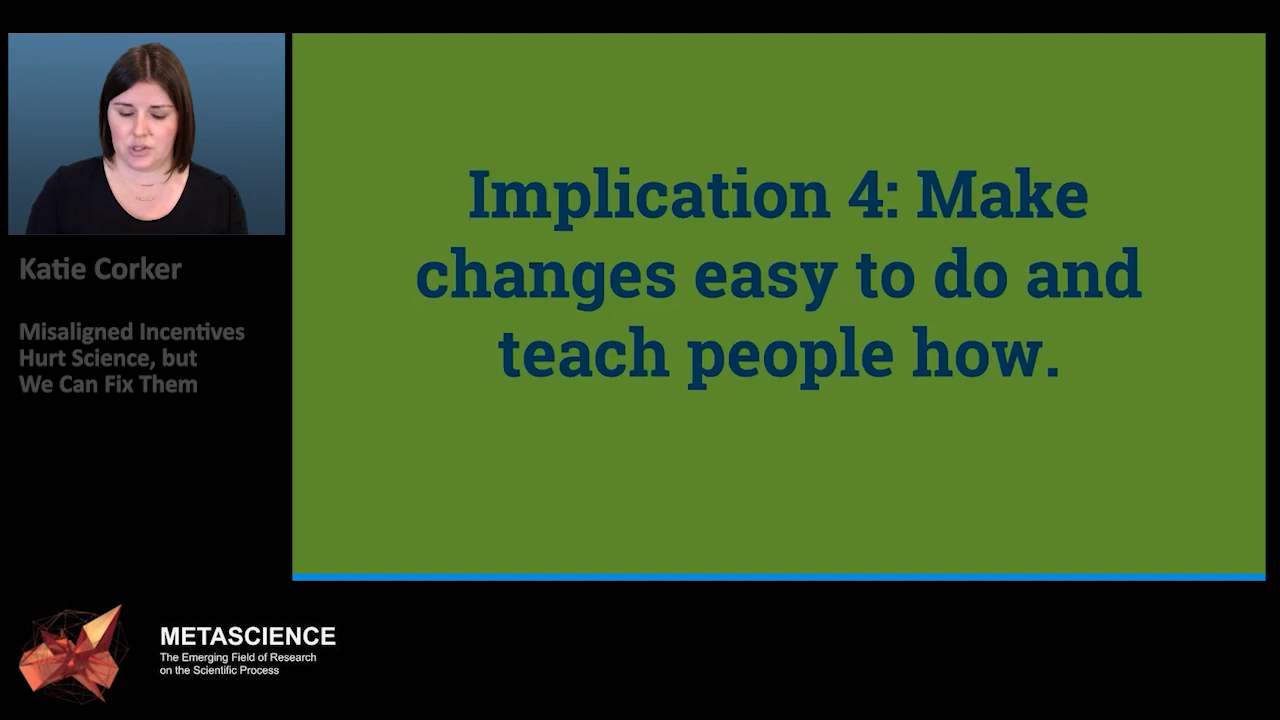 Katie Corker
Misaligned Incentives
Hurt Science, but
We Can Fix Them
Implication 4: Make
changes easy to do and
teach people how.
METASCIENCE
The Emerging Field of Research
on the Scientific Process